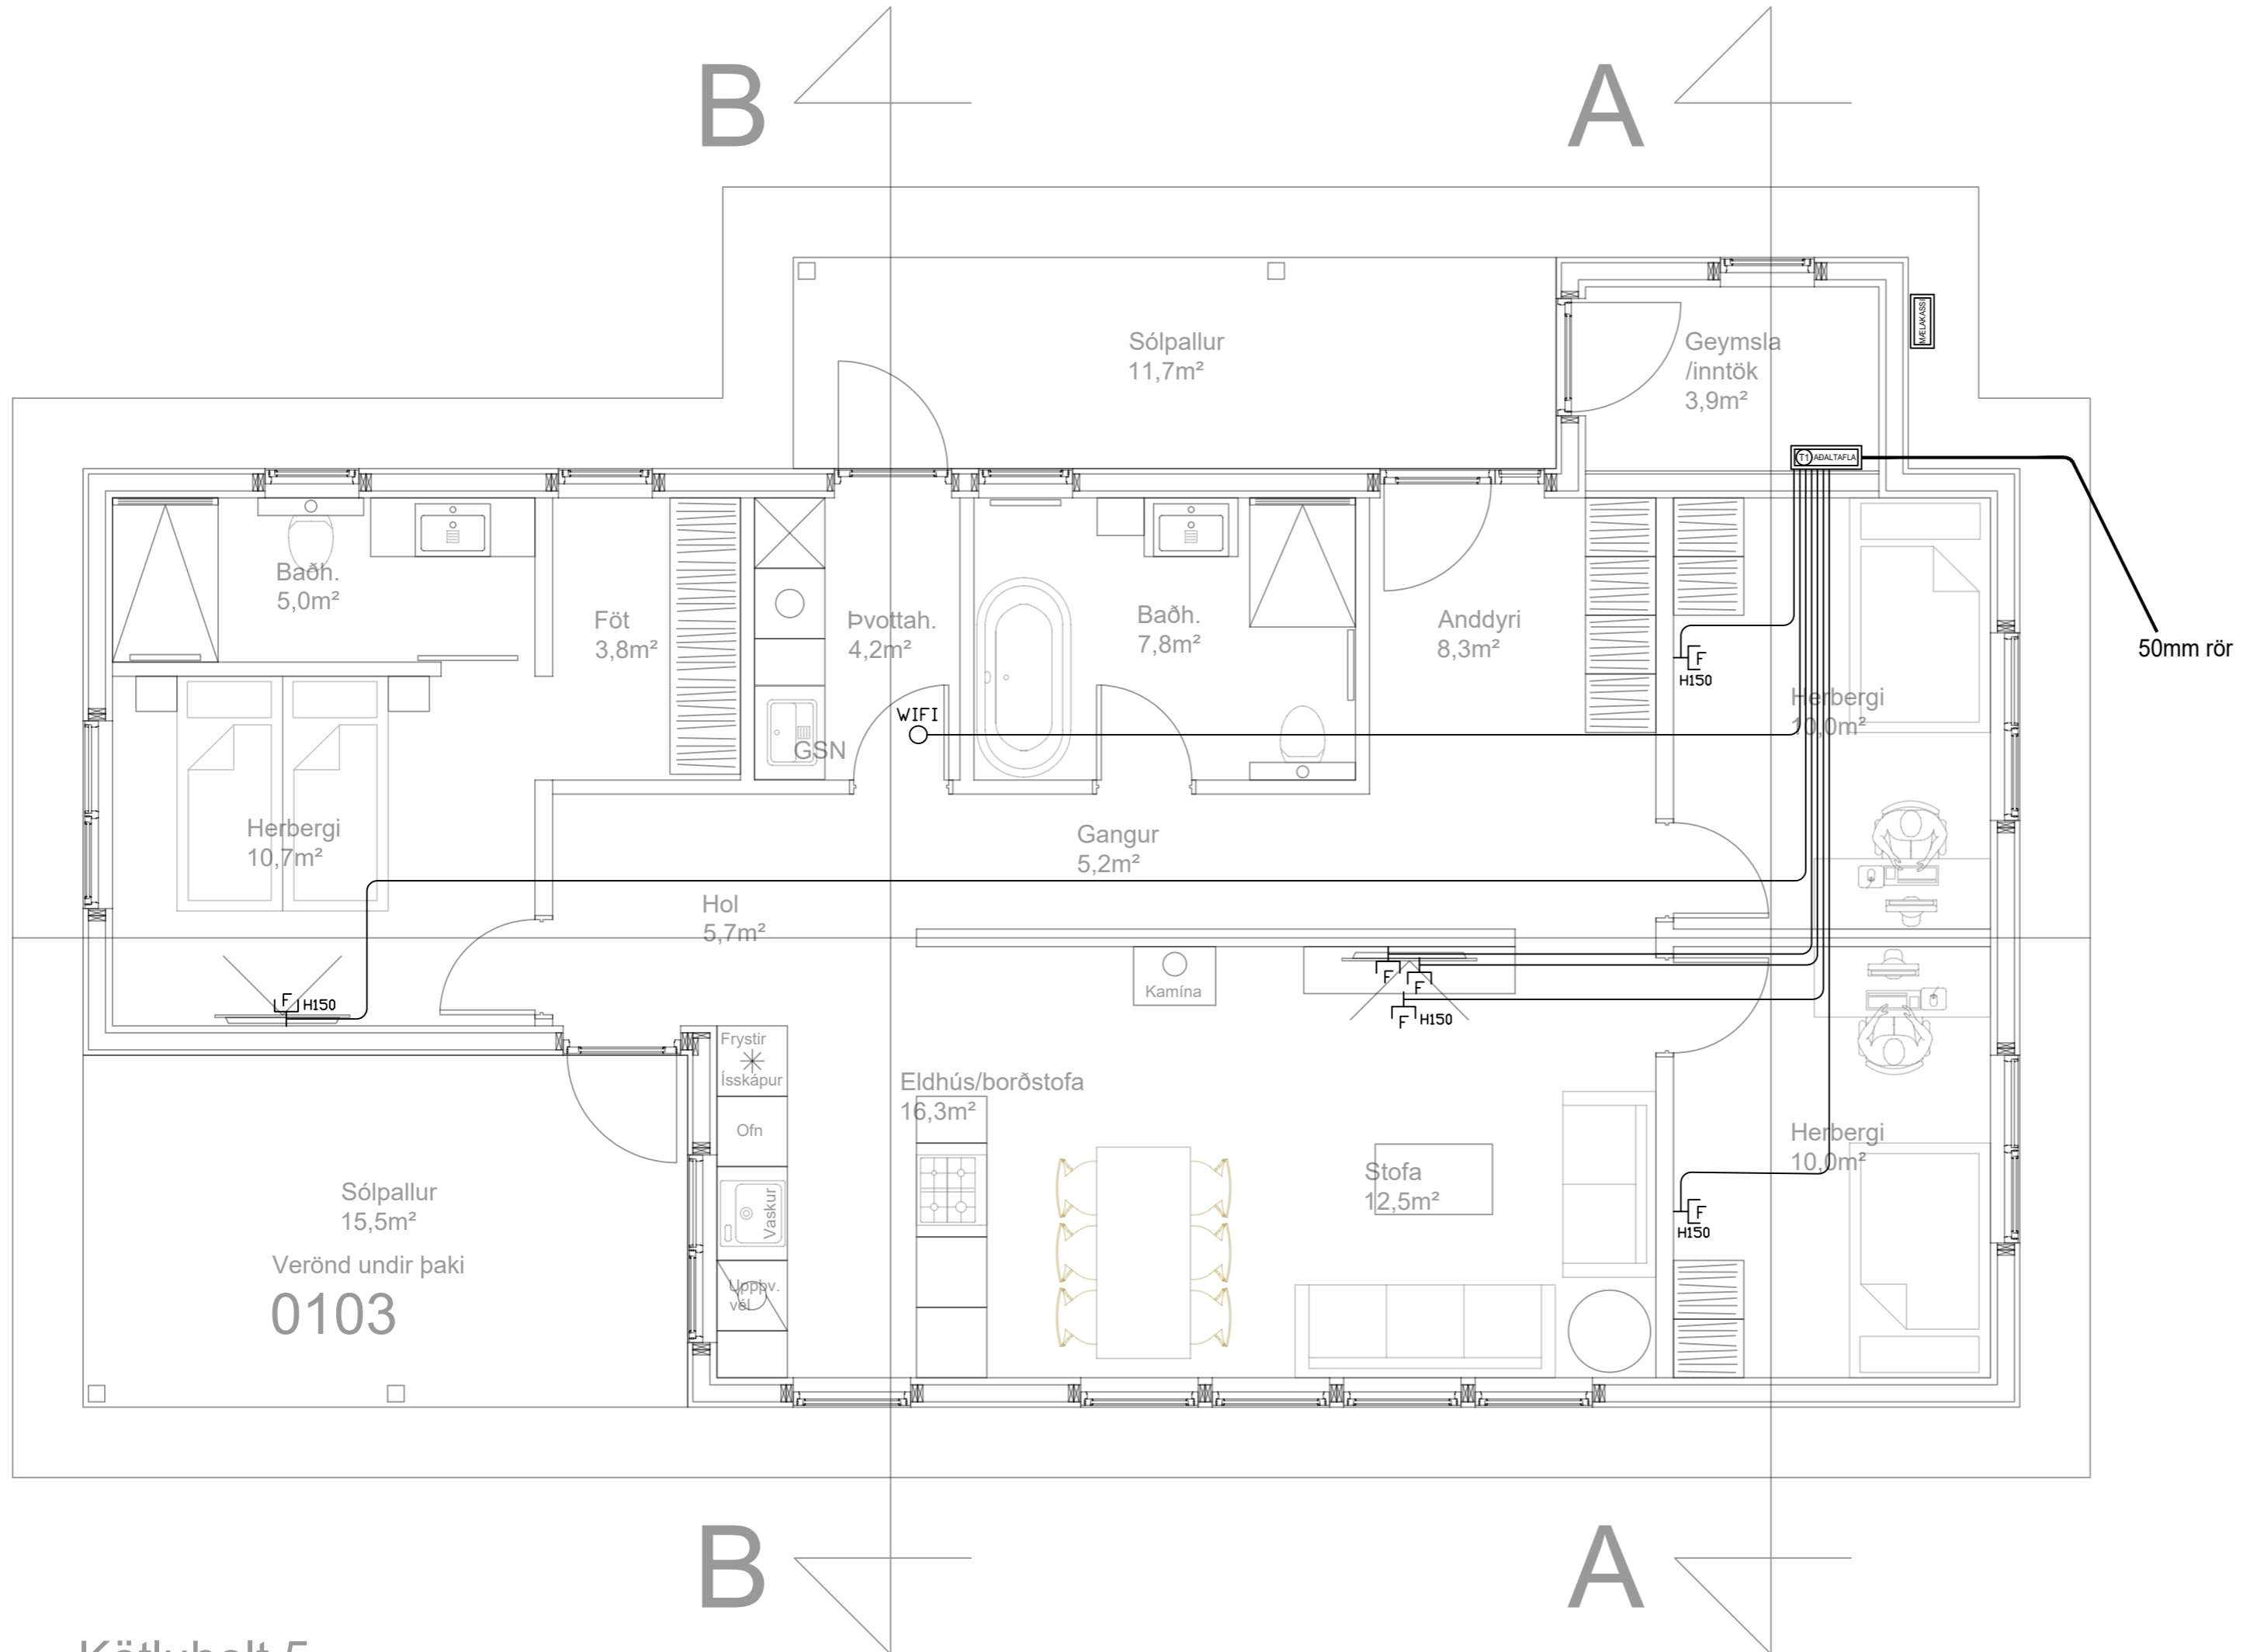 B
A
Sólpallur
11,7m²
Geymsla
/inntök
3,9m²
MÆLAKASSI
T1 AÐALTAFLA
50mm rör
Baðh.
5,0m²
Föt
3,8m²
Þvottah.
4,2m²
Baðh.
7,8m²
Anddyri
8,3m²
F
H150
Herbergi
10,0m²
WIFI
GSN
Herbergi
10,7m²
Gangur
5,2m²
Hol
5,7m²
F H150
Kamína
F
F
F H150
Frystir
Ísskápur
Ofn
Vaskur
Uppþv.
vél
Eldhús/borðstofa
16,3m²
Stofa
12,5m²
Herbergi
10,0m²
F
H150
Sólpallur
15,5m²
Verönd undir þaki
0103
B
A